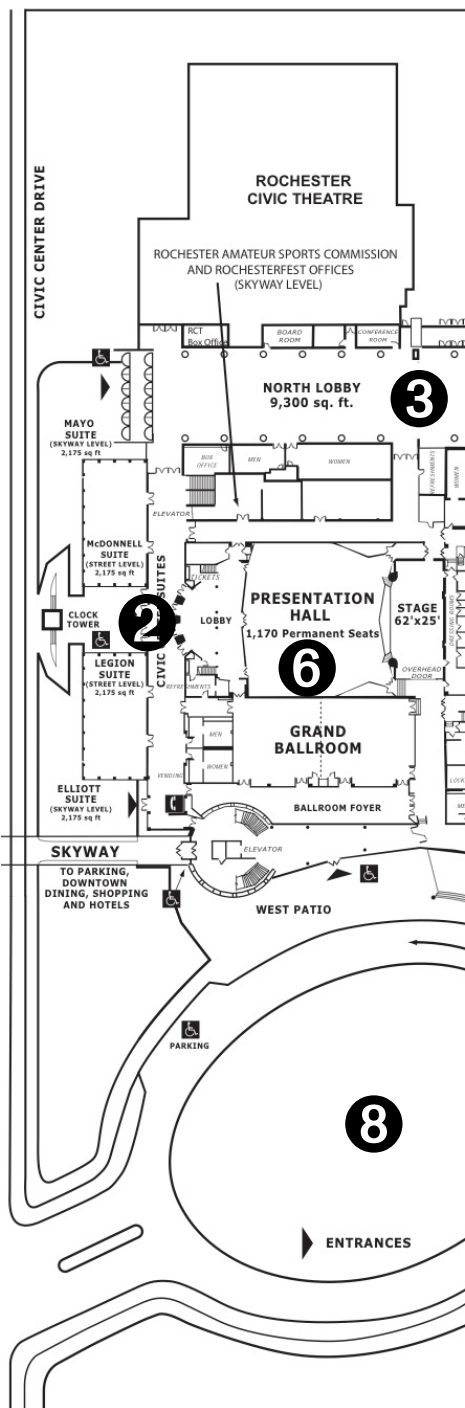 ROCHESTER
CIVIC THEATRE
CIVIC CENTER DRIVE
ROCHESTER AMATEUR SPORTS COMMISSION
AND ROCHESTERFEST OFFICES
(SKYWAY LEVEL)
RCT
Box Office
BOARD
ROOM
CONFERENCE
ROOM
NORTH LOBBY
9,300 sq. ft.
3
MAYO
SUITE
(SKYWAY LEVEL)
2,175 sq ft
BOX
OFFICE
MEN
WOMEN
REFRESHMENTS
WOMEN
ELEVATOR
McDONNELL
SUITE
(STREET LEVEL)
2,175 sq ft
CIVIC
SUITES
2
TICKETS
LOBBY
PRESENTATION
HALL
1,170 Permanent Seats
6
STAGE
62'x25'
DRESSING ROOMS
OVERHEAD
DOOR
CLOCK
TOWER
LEGION
SUITE
(STREET LEVEL)
2,175 sq ft
REFRESHMENTS
MEN
WOMEN
VENDING
GRAND
BALLROOM
LOCK
ELLIOTT
SUITE
(SKYWAY LEVEL)
2,175 sq ft
BALLROOM FOYER
SKYWAY
ELEVATOR
TO PARKING,
DOWNTOWN
DINING, SHOPPING
AND HOTELS
WEST PATIO
PARKING
8
ENTRANCES